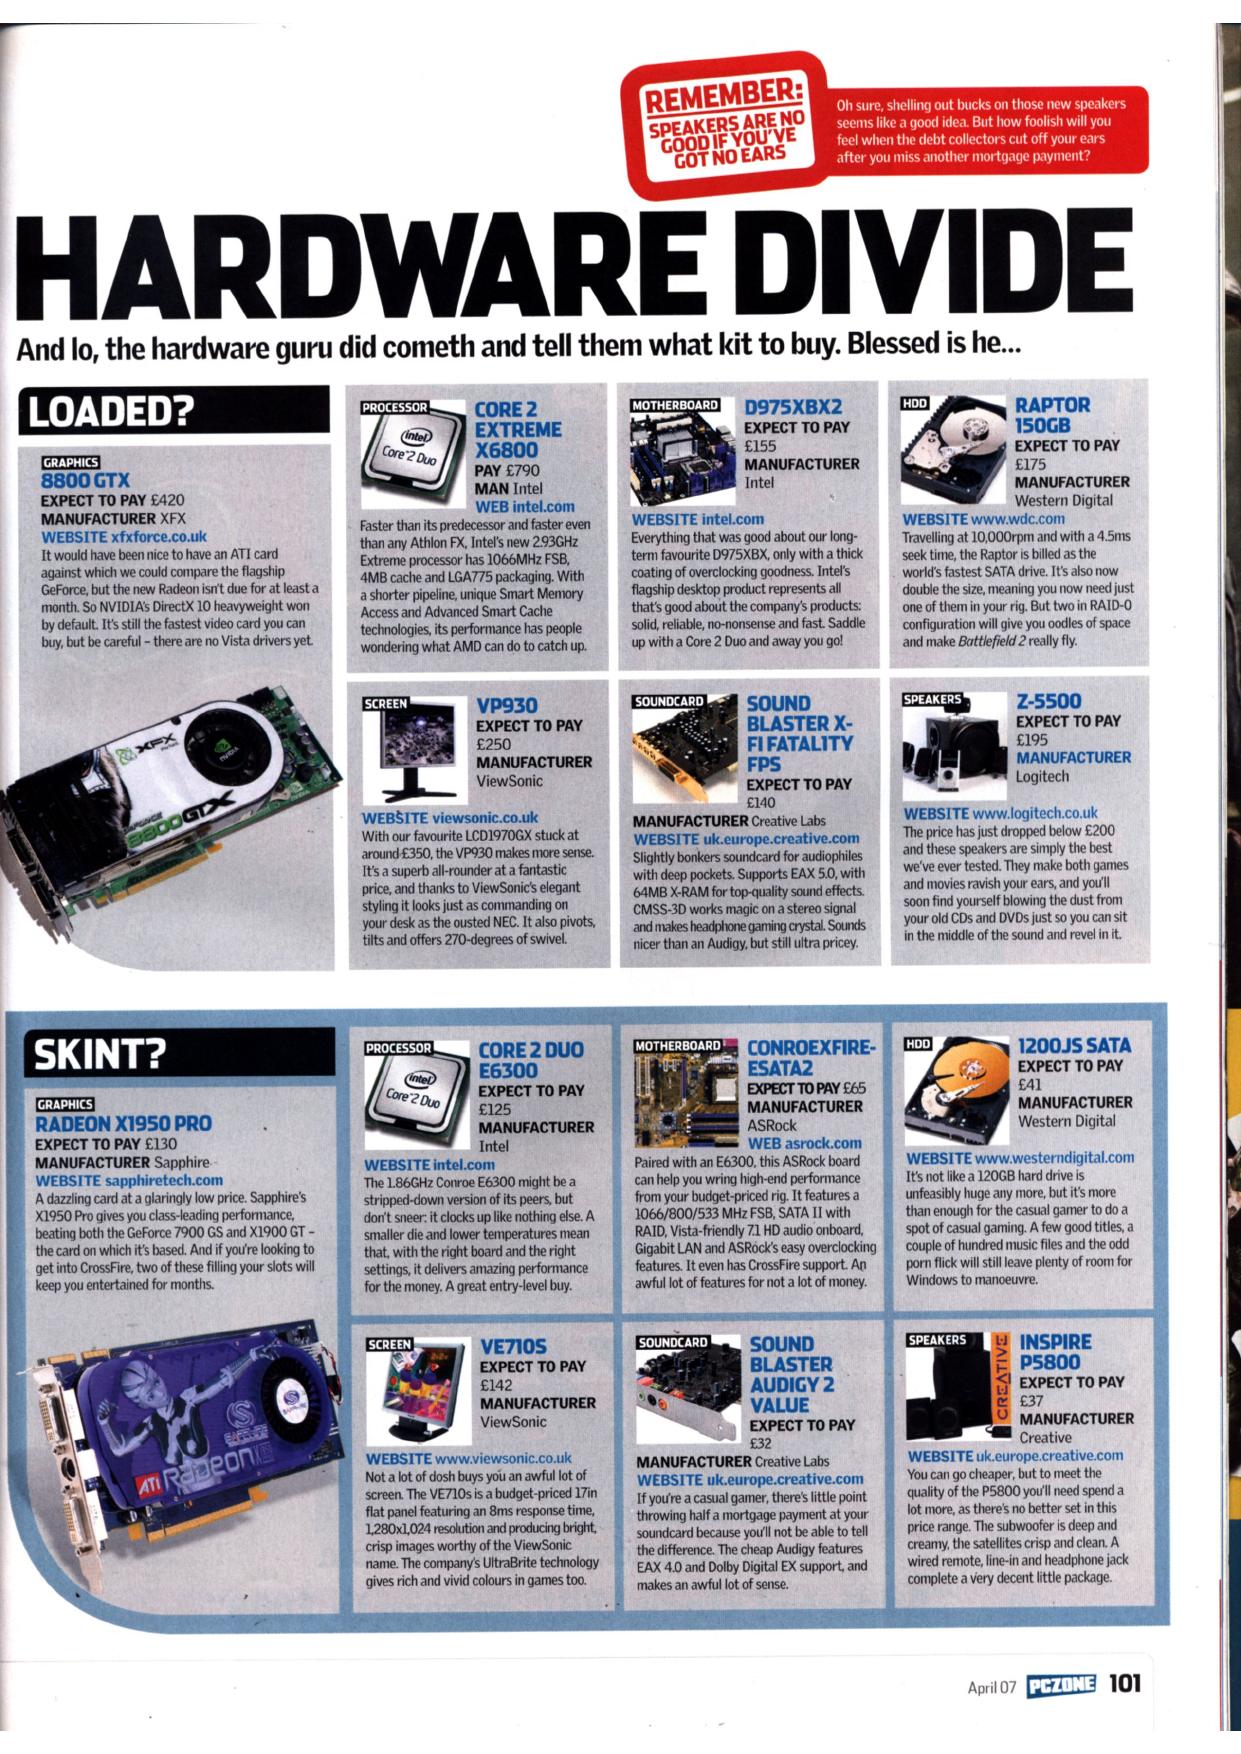 REMEMBER:
SPEAKERS ARE NO
GOOD IF YOU'VE
GOT NO EARS
Oh sure, shelling out bucks on those new speakers
seems like a good idea. But how foolish will you
feel when the debt collectors cut off your ears
after you miss another mortgage payment?
HARDWARE DIVIDE
And lo, the hardware guru did cometh and tell them what kit to buy. Blessed is he...
LOADED?
GRAPHICS
8800 GTX
EXPECT TO PAY £420
MANUFACTURER XFX
WEBSITE xfxforce.co.uk
It would have been nice to have an ATI card
against which we could compare the flagship
GeForce, but the new Radeon isn't due for at least a
month. So NVIDIA's DirectX 10 heavyweight won
by default. It's still the fastest video card you can
buy, but be careful – there are no Vista drivers yet.
XFX
NVIDIA
GEFORCE
8800GTX
PROCESSOR
intel
Core 2 Duo
CORE 2
EXTREME
X6800
PAY £790
MAN Intel
WEB intel.com
Faster than its predecessor and faster even
than any Athlon FX, Intel's new 2.93GHz
Extreme processor has 1066MHz FSB,
4MB cache and LGA775 packaging. With
a shorter pipeline, unique Smart Memory
Access and Advanced Smart Cache
technologies, its performance has people
wondering what AMD can do to catch up.
MOTHERBOARD
D975XBX2
EXPECT TO PAY
£155
MANUFACTURER
Intel
WEBSITE intel.com
Everything that was good about our long-
term favourite D975XBX, only with a thick
coating of overclocking goodness. Intel's
flagship desktop product represents all
that's good about the company's products:
solid, reliable, no-nonsense and fast. Saddle
up with a Core 2 Duo and away you go!
HDD
RAPTOR
150GB
EXPECT TO PAY
£175
MANUFACTURER
Western Digital
WEBSITE www.wdc.com
Travelling at 10,000rpm and with a 4.5ms
seek time, the Raptor is billed as the
world's fastest SATA drive. It's also now
double the size, meaning you now need just
one of them in your rig. But two in RAID-0
configuration will give you oodles of space
and make Battlefield 2 really fly.
SCREEN
VP930
EXPECT TO PAY
£250
MANUFACTURER
ViewSonic
WEBSITE viewsonic.co.uk
With our favourite LCD1970GX stuck at
around £350, the VP930 makes more sense.
It's a superb all-rounder at a fantastic
price, and thanks to ViewSonic's elegant
styling it looks just as commanding on
your desk as the ousted NEC. It also pivots,
tilts and offers 270-degrees of swivel.
SOUNDCARD
SOUND
BLASTER X-
FI FATAL1TY
FPS
EXPECT TO PAY
£140
MANUFACTURER Creative Labs
WEBSITE uk.europe.creative.com
Slightly bonkers soundcard for audiophiles
with deep pockets. Supports EAX 5.0, with
64MB X-RAM for top-quality sound effects.
CMSS-3D works magic on a stereo signal
and makes headphone gaming crystal. Sounds
nicer than an Audigy, but still ultra pricey.
SPEAKERS
Z-5500
EXPECT TO PAY
£195
MANUFACTURER
Logitech
WEBSITE www.logitech.co.uk
The price has just dropped below £200
and these speakers are simply the best
we've ever tested. They make both games
and movies ravish your ears, and you'll
soon find yourself blowing the dust from
your old CDs and DVDs just so you can sit
in the middle of the sound and revel in it.
SKINT?
GRAPHICS
RADEON X1950 PRO
EXPECT TO PAY £130
MANUFACTURER Sapphire
WEBSITE sapphiretech.com
A dazzling card at a glaringly low price. Sapphire's
X1950 Pro gives you class-leading performance,
beating both the GeForce 7900 GS and X1900 GT –
the card on which it's based. And if you're looking to
get into CrossFire, two of these filling your slots will
keep you entertained for months.
SAPPHIRE
ATI Radeon
PROCESSOR
intel
Core 2 Duo
CORE 2 DUO
E6300
EXPECT TO PAY
£125
MANUFACTURER
Intel
WEBSITE intel.com
The 1.86GHz Conroe E6300 might be a
stripped-down version of its peers, but
don't sneer: it clocks up like nothing else. A
smaller die and lower temperatures mean
that, with the right board and the right
settings, it delivers amazing performance
for the money. A great entry-level buy.
MOTHERBOARD
CONROEXFIRE-
ESATA2
EXPECT TO PAY £65
MANUFACTURER
ASRock
WEB asrock.com
Paired with an E6300, this ASRock board
can help you wring high-end performance
from your budget-priced rig. It features a
1066/800/533 MHz FSB, SATA II with
RAID, Vista-friendly 7.1 HD audio onboard,
Gigabit LAN and ASRock's easy overclocking
features. It even has CrossFire support. An
awful lot of features for not a lot of money.
HDD
1200JS SATA
EXPECT TO PAY
£41
MANUFACTURER
Western Digital
WEBSITE www.westerndigital.com
It's not like a 120GB hard drive is
unfeasibly huge any more, but it's more
than enough for the casual gamer to do a
spot of casual gaming. A few good titles, a
couple of hundred music files and the odd
porn flick will still leave plenty of room for
Windows to manoeuvre.
SCREEN
VE710S
EXPECT TO PAY
£142
MANUFACTURER
ViewSonic
WEBSITE www.viewsonic.co.uk
Not a lot of dosh buys you an awful lot of
screen. The VE710s is a budget-priced 17in
flat panel featuring an 8ms response time,
1,280x1,024 resolution and producing bright,
crisp images worthy of the ViewSonic
name. The company's UltraBrite technology
gives rich and vivid colours in games too.
SOUNDCARD
SOUND
BLASTER
AUDIGY 2
VALUE
EXPECT TO PAY
£32
MANUFACTURER Creative Labs
WEBSITE uk.europe.creative.com
If you're a casual gamer, there's little point
throwing half a mortgage payment at your
soundcard because you'll not be able to tell
the difference. The cheap Audigy features
EAX 4.0 and Dolby Digital EX support, and
makes an awful lot of sense.
SPEAKERS
CREATIVE
INSPIRE
P5800
EXPECT TO PAY
£37
MANUFACTURER
Creative
WEBSITE uk.europe.creative.com
You can go cheaper, but to meet the
quality of the P5800 you'll need spend a
lot more, as there's no better set in this
price range. The subwoofer is deep and
creamy, the satellites crisp and clean. A
wired remote, line-in and headphone jack
complete a very decent little package.
April 07 PCZONE 101